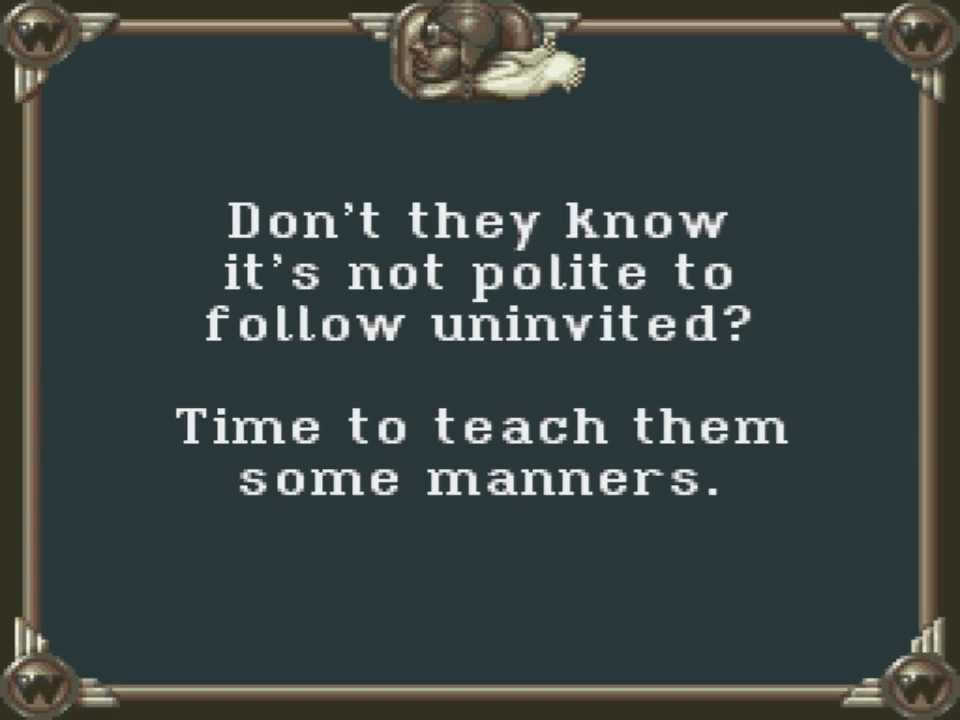 W W
Don't they know
it's not polite to
follow uninvited?
Time to teach them
some manners.
W W